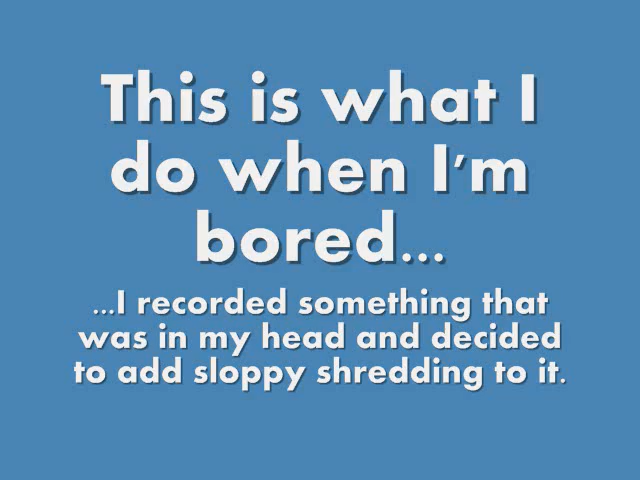 This is what I
do when I'm
bored...
...I recorded something that
was in my head and decided
to add sloppy shredding to it.